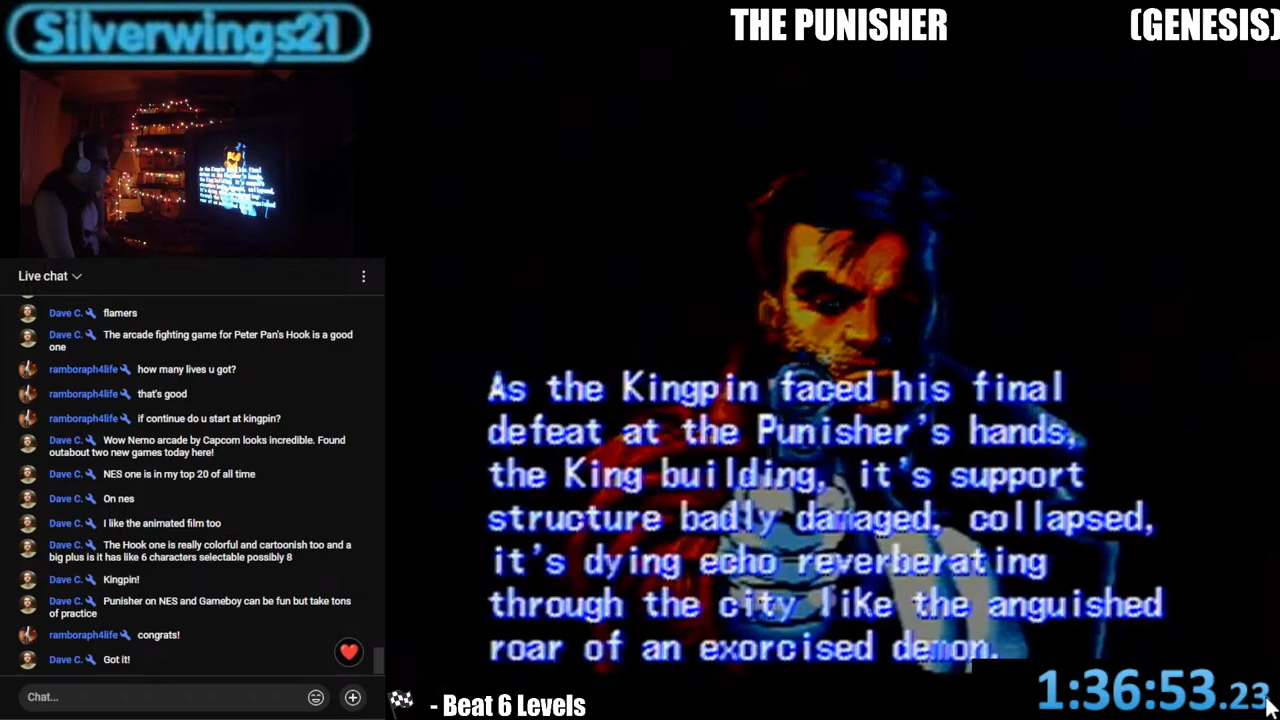 Silverwings21
THE PUNISHER
(GENESIS)
Live chat
Dave C. flamers
Dave C. The arcade fighting game for Peter Pan's Hook is a good
one
ramboraph4life how many lives u got?
ramboraph4life that's good
ramboraph4life if continue do u start at kingpin?
Dave C. Wow Nemo arcade by Capcom looks incredible. Found
outabout two new games today here!
Dave C. NES one is in my top 20 of all time
Dave C. On nes
Dave C. I like the animated film too
Dave C. The Hook one is really colorful and cartoonish too and a
big plus is it has like 6 characters selectable possibly 8
Dave C. Kingpin!
Dave C. Punisher on NES and Gameboy can be fun but take tons
of practice
ramboraph4life congrats!
Dave C. Got it!
Chat...
As the Kingpin faced his final
defeat at the Punisher's hands,
the King building, it's support
structure badly damaged, collapsed,
it's dying echo reverberating
through the city like the anguished
roar of an exorcised demon.
- Beat 6 Levels
1:36:53.23